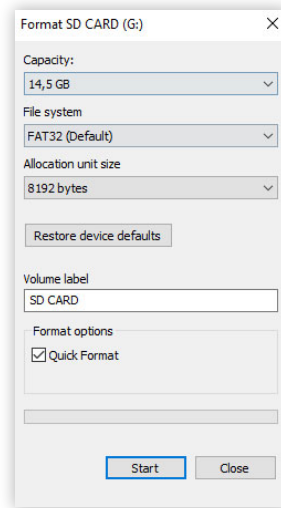 Format SD CARD (G:)
Capacity:
14,5 GB
File system
FAT32 (Default)
Allocation unit size
8192 bytes
Restore device defaults
Volume label
SD CARD
Format options
Quick Format
Start Close